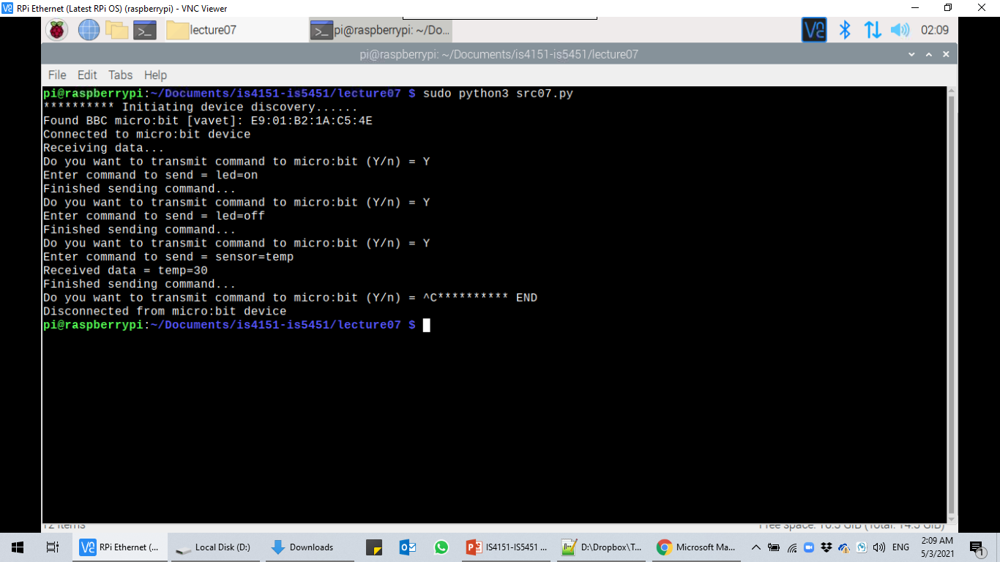 RPi Ethernet (Latest RPi OS) (raspberrypi) - VNC Viewer
lecture07
pi@raspberrypi: ~/Do...
02:09
pi@raspberrypi: ~/Documents/is4151-is5451/lecture07
File Edit Tabs Help
pi@raspberrypi:~/Documents/is4151-is5451/lecture07 $ sudo python3 src07.py
********** Initiating device discovery......
Found BBC micro:bit [vavet]: E9:01:B2:1A:C5:4E
Connected to micro:bit device
Receiving data...
Do you want to transmit command to micro:bit (Y/n) = Y
Enter command to send = led=on
Finished sending command...
Do you want to transmit command to micro:bit (Y/n) = Y
Enter command to send = led=off
Finished sending command...
Do you want to transmit command to micro:bit (Y/n) = Y
Enter command to send = sensor=temp
Received data = temp=30
Finished sending command...
Do you want to transmit command to micro:bit (Y/n) = ^C********** END
Disconnected from micro:bit device
pi@raspberrypi:~/Documents/is4151-is5451/lecture07 $
12 items
Free space: 10.5 GiB (Total: 14.3 GiB)
RPi Ethernet (...
Local Disk (D:)
Downloads
IS4151-IS5451 ...
D:\Dropbox\T...
Microsoft Ma...
ENG
2:09 AM
5/3/2021
1